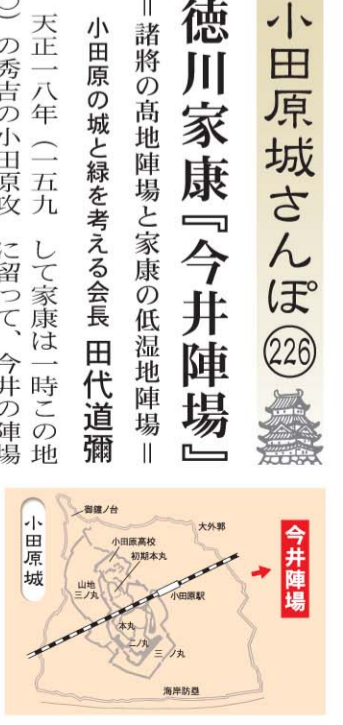 小田原城さんぽ㉖
徳川家康『今井陣場』
＝諸將の髙地陣場と家康の低湿地陣場＝
小田原の城と緑を考える会長 田代道彌
天正一八年（一五九
〇）の秀吉の小田原攻
して家康は一時この地
に留って、今井の陣場
小田原城
御鐘ノ台
大外郭
小田原高校
初期本丸
山地
三ノ丸
小田原駅
本丸
二ノ丸
三ノ丸
海岸防塁
今井陣場